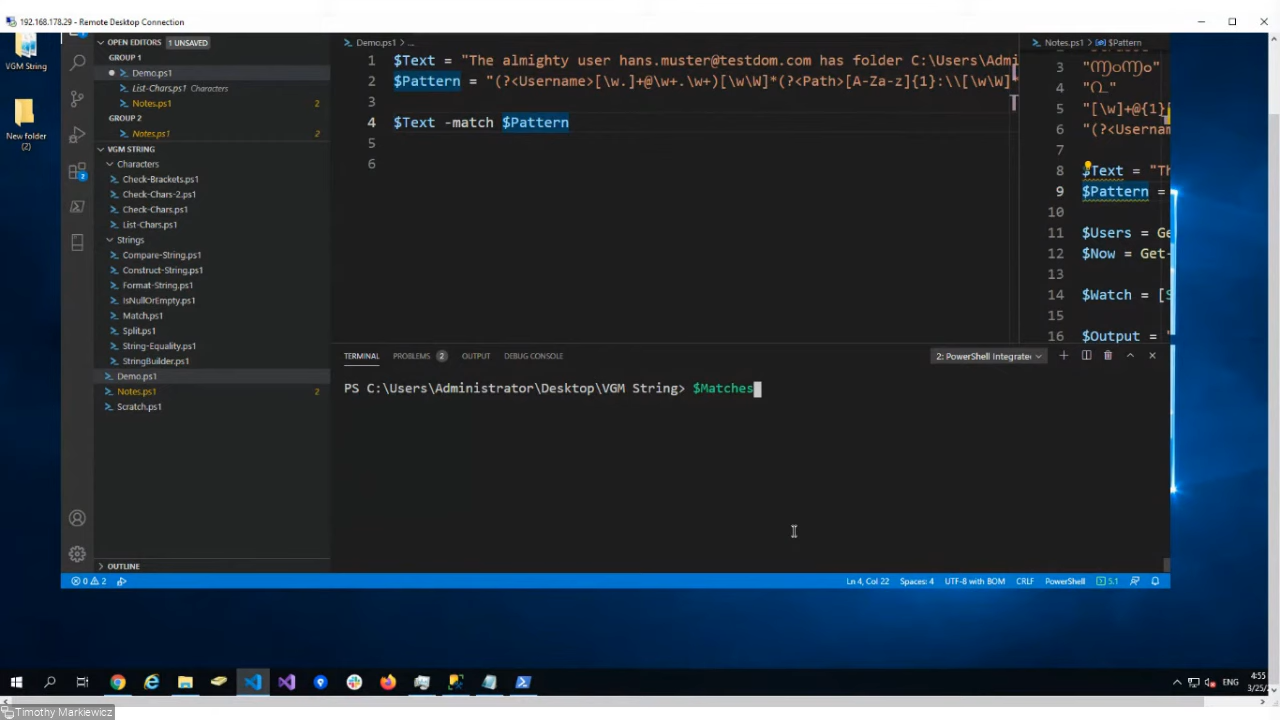 192.168.178.29 - Remote Desktop Connection
VGM String
New folder
(2)
OPEN EDITORS 1 UNSAVED
GROUP 1
Demo.ps1
List-Chars.ps1 Characters
Notes.ps1 2
GROUP 2
Notes.ps1 2
VGM STRING
Characters
Check-Brackets.ps1
Check-Chars-2.ps1
Check-Chars.ps1
List-Chars.ps1
Strings
Compare-String.ps1
Construct-String.ps1
Format-String.ps1
IsNullOrEmpty.ps1
Match.ps1
Split.ps1
String-Equality.ps1
StringBuilder.ps1
Demo.ps1
Notes.ps1 2
Scratch.ps1
OUTLINE
Demo.ps1 > ...
1 $Text = "The almighty user hans.muster@testdom.com has folder C:\Users\Admi
2 $Pattern = "(?<Username>[\w.]+@\w+.\w+)[\w\W]*(?<Path>[A-Za-z]{1}:\\[\w\W]*
3
4 $Text -match $Pattern
5
6
Notes.ps1 > $Pattern
3
4
5 "[\w]+@{1}[
6 "(?<Usernam
7
8 $Text = "Th
9 $Pattern =
10
11 $Users = Ge
12 $Now = Get-
13
14 $Watch = [S
15
16 $Output = "
TERMINAL PROBLEMS 2 OUTPUT DEBUG CONSOLE
2: PowerShell Integrate
PS C:\Users\Administrator\Desktop\VGM String> $Matches
0 2
Ln 4, Col 22 Spaces: 4 UTF-8 with BOM CRLF PowerShell 5.1
ENG
4:55
3/25/2
Timothy Markiewicz